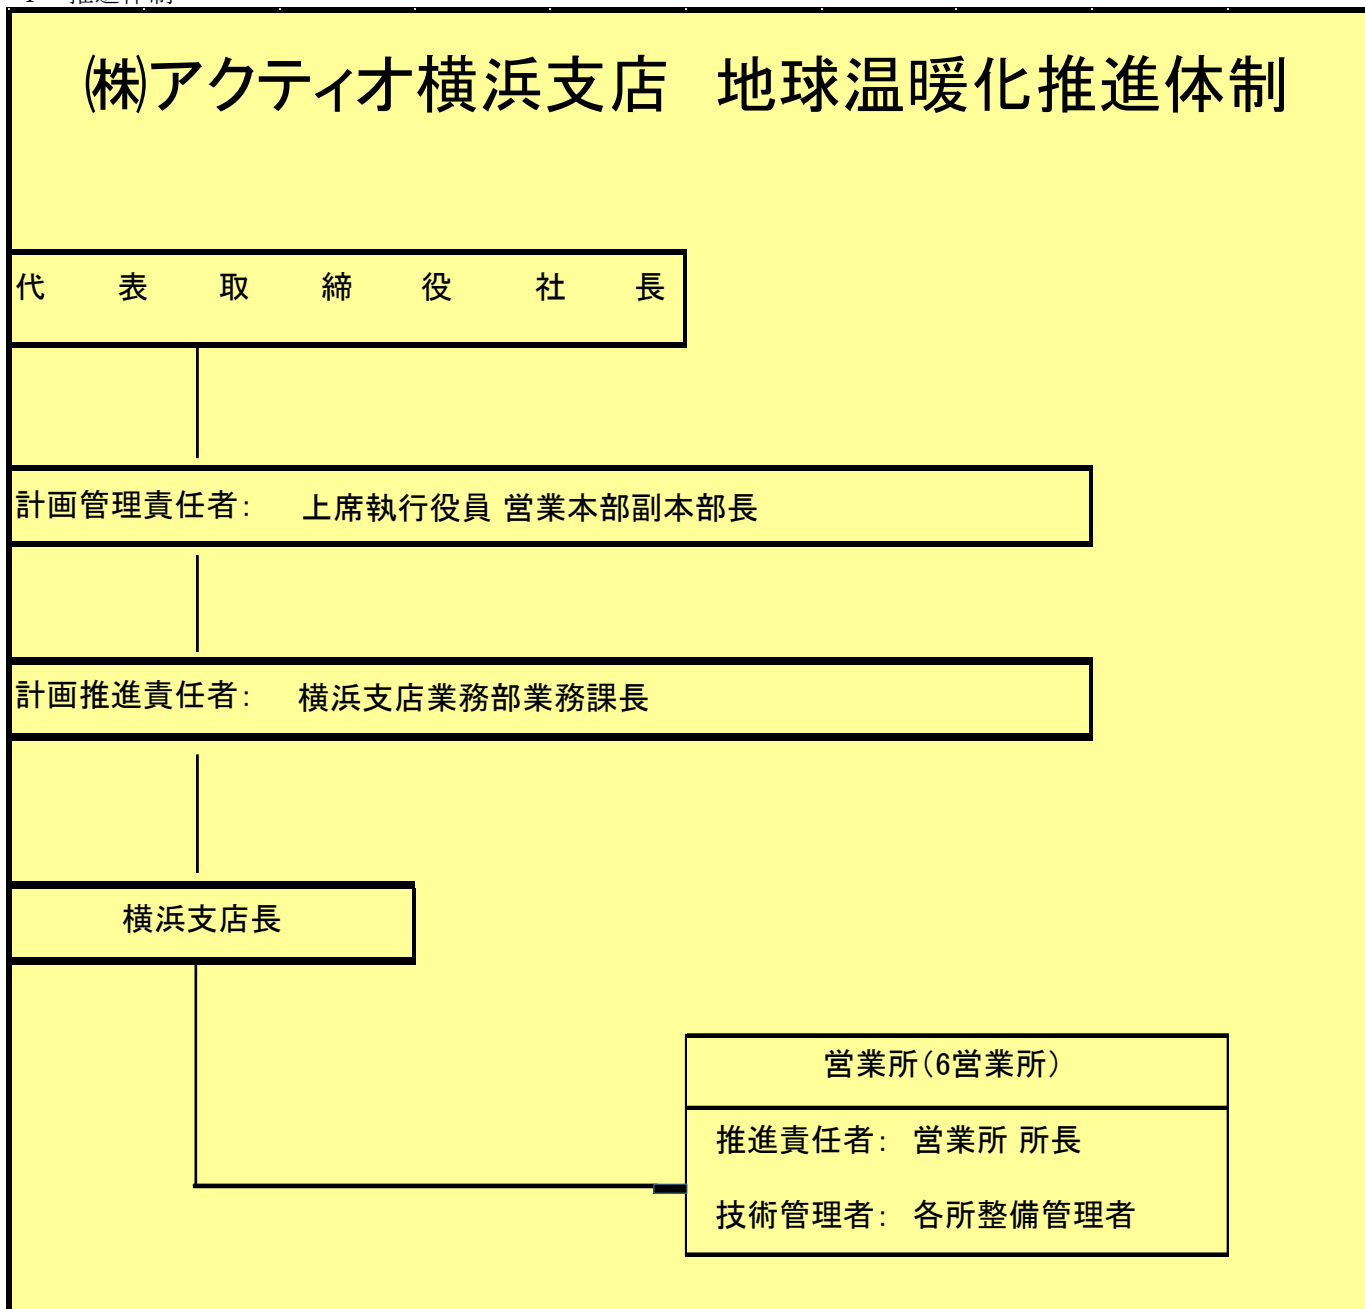 ㈱アクティオ横浜支店　地球温暖化推進体制
代表取締役社長
計画管理責任者：　上席執行役員 営業本部副本部長
計画推進責任者：　横浜支店業務部業務課長
横浜支店長
営業所（6営業所）
推進責任者：　営業所 所長
技術管理者：　各所整備管理者